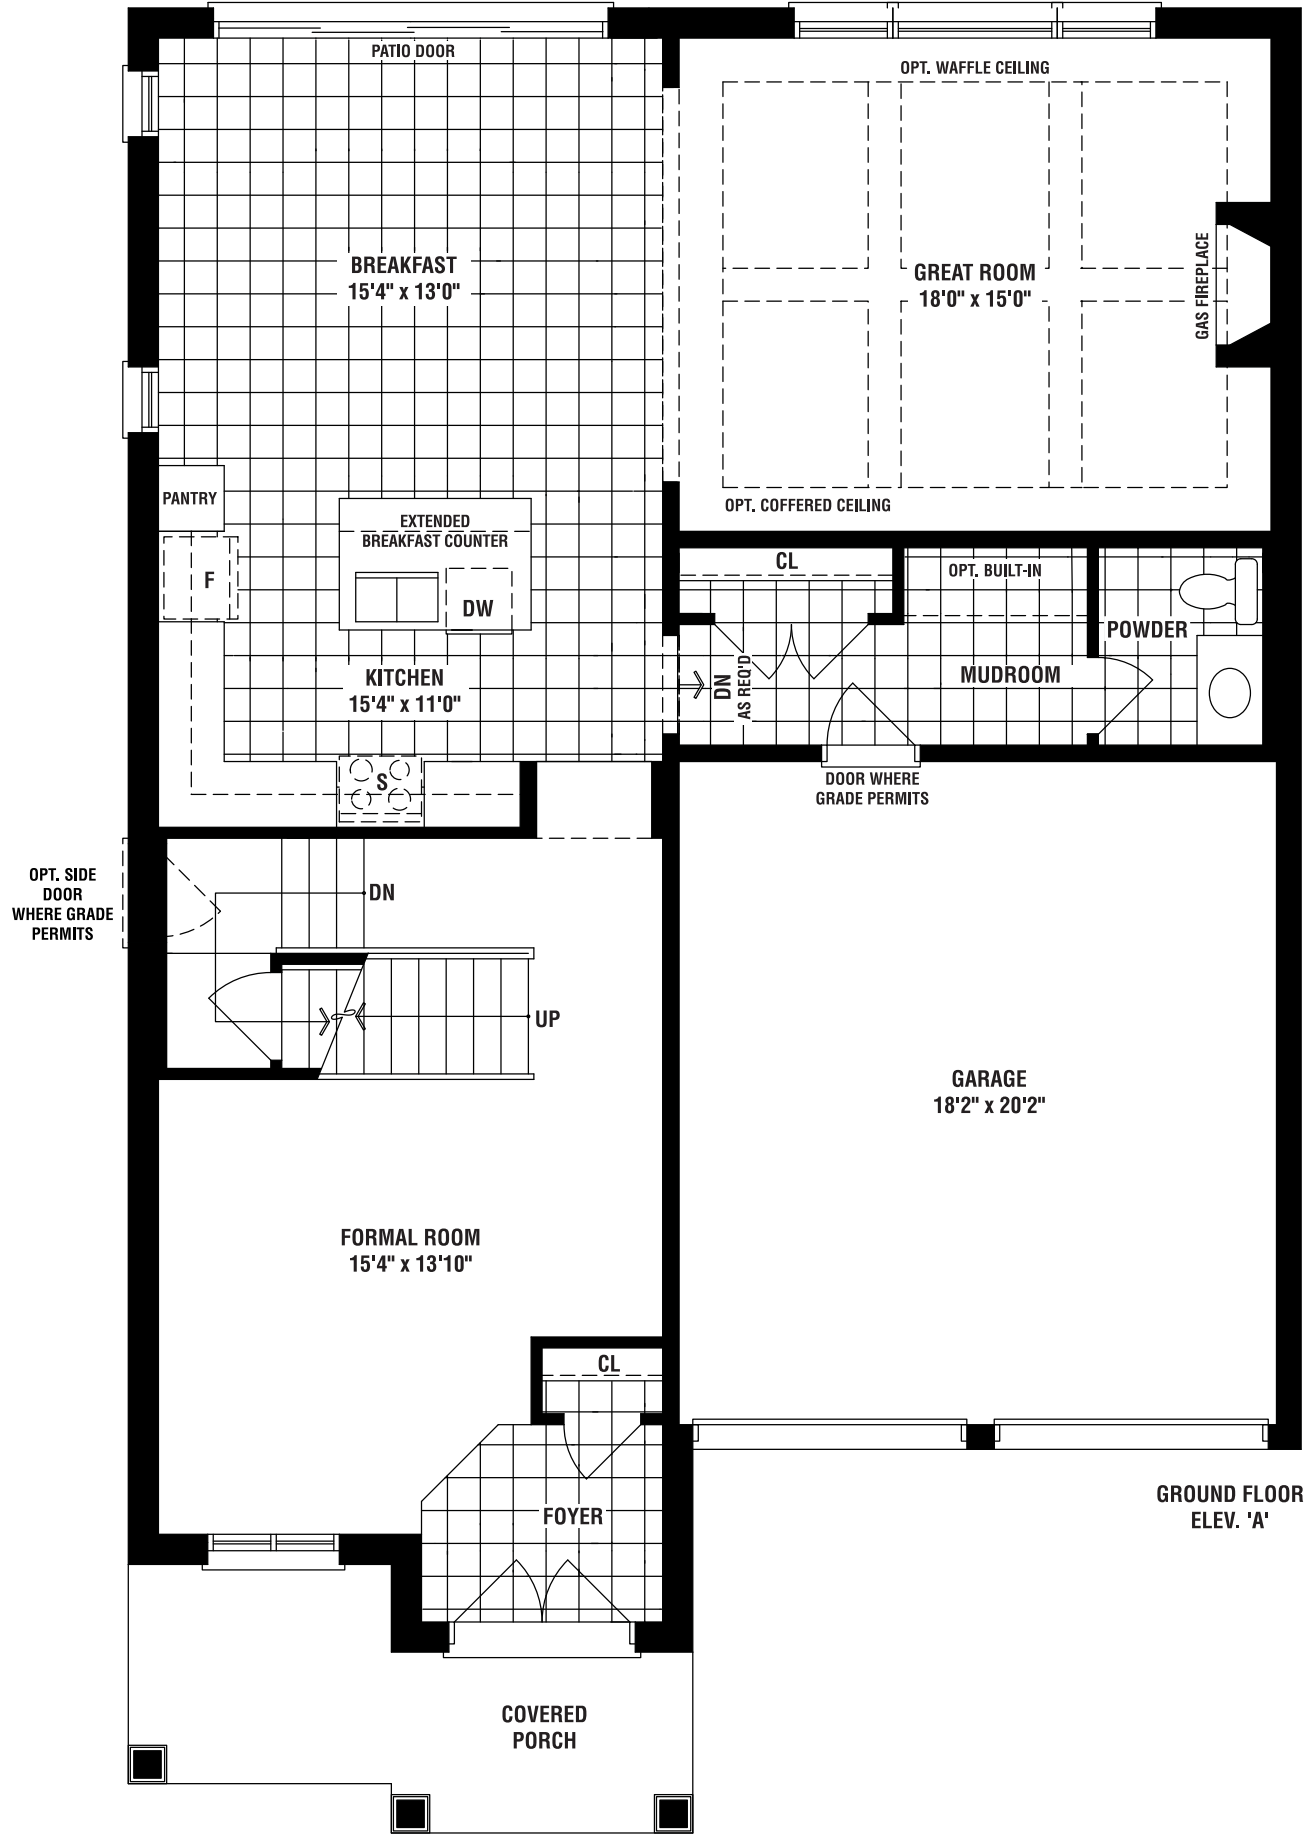 PATIO DOOR
OPT. WAFFLE CEILING
BREAKFAST
15'4" x 13'0"
GREAT ROOM
18'0" x 15'0"
GAS FIREPLACE
PANTRY
OPT. COFFERED CEILING
EXTENDED
BREAKFAST COUNTER
F
DW
CL
OPT. BUILT-IN
POWDER
KITCHEN
15'4" x 11'0"
DN
AS REQ'D
MUDROOM
S
DOOR WHERE
GRADE PERMITS
OPT. SIDE
DOOR
WHERE GRADE
PERMITS
DN
UP
GARAGE
18'2" x 20'2"
FORMAL ROOM
15'4" x 13'10"
CL
FOYER
GROUND FLOOR
ELEV. 'A'
COVERED
PORCH